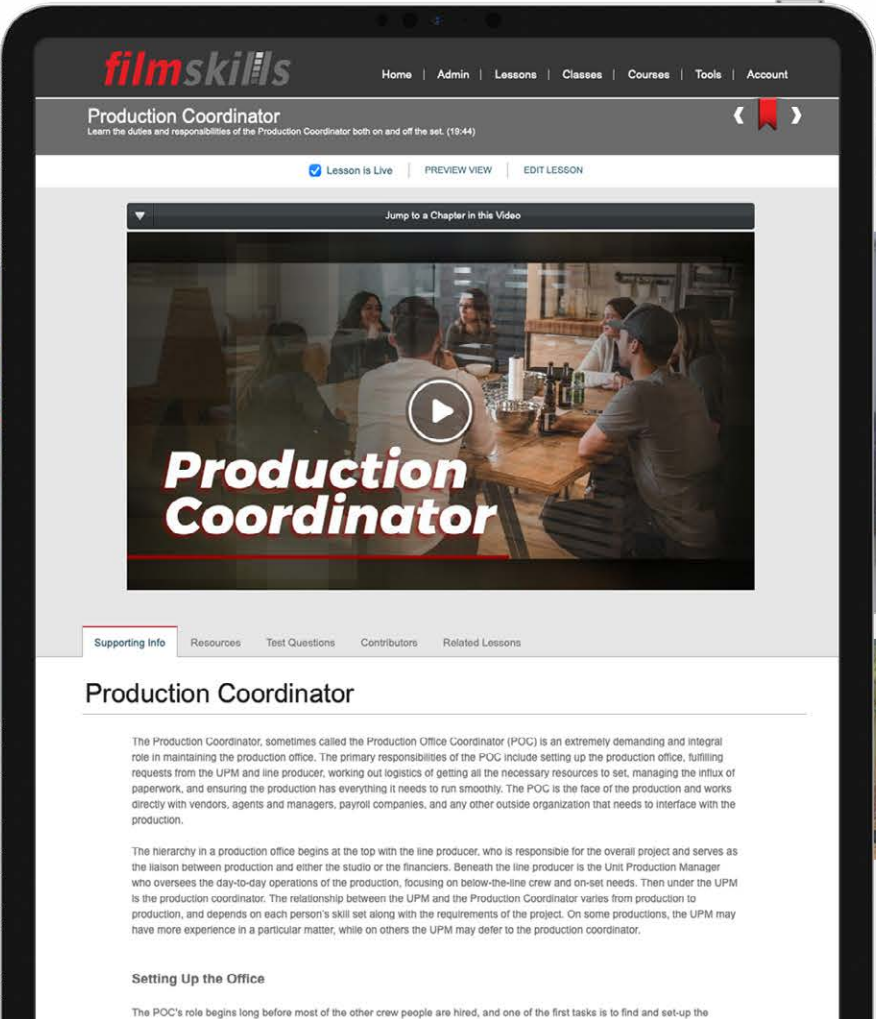 filmskills
Home | Admin | Lessons | Classes | Courses | Tools | Account
Production Coordinator
Learn the duties and responsibilities of the Production Coordinator both on and off the set. (19:44)
Lesson is Live | PREVIEW VIEW | EDIT LESSON
Jump to a Chapter in this Video
Production
Coordinator
Supporting Info Resources Test Questions Contributors Related Lessons
Production Coordinator
The Production Coordinator, sometimes called the Production Office Coordinator (POC) is an extremely demanding and integral
role in maintaining the production office. The primary responsibilities of the POC include setting up the production office, fulfilling
requests from the UPM and line producer, working out logistics of getting all the necessary resources to set, managing the influx of
paperwork, and ensuring the production has everything it needs to run smoothly. The POC is the face of the production and works
directly with vendors, agents and managers, payroll companies, and any other outside organization that needs to interface with the
production.
The hierarchy in a production office begins at the top with the line producer, who is responsible for the overall project and serves as
the liaison between production and either the studio or the financiers. Beneath the line producer is the Unit Production Manager
who oversees the day-to-day operations of the production, focusing on below-the-line crew and on-set needs. Then under the UPM
is the production coordinator. The relationship between the UPM and the Production Coordinator varies from production to
production, and depends on each person's skill set along with the requirements of the project. On some productions, the UPM may
have more experience in a particular matter, while on others the UPM may defer to the production coordinator.
Setting Up the Office
The POC's role begins long before most of the other crew people are hired, and one of the first tasks is to find and set-up the